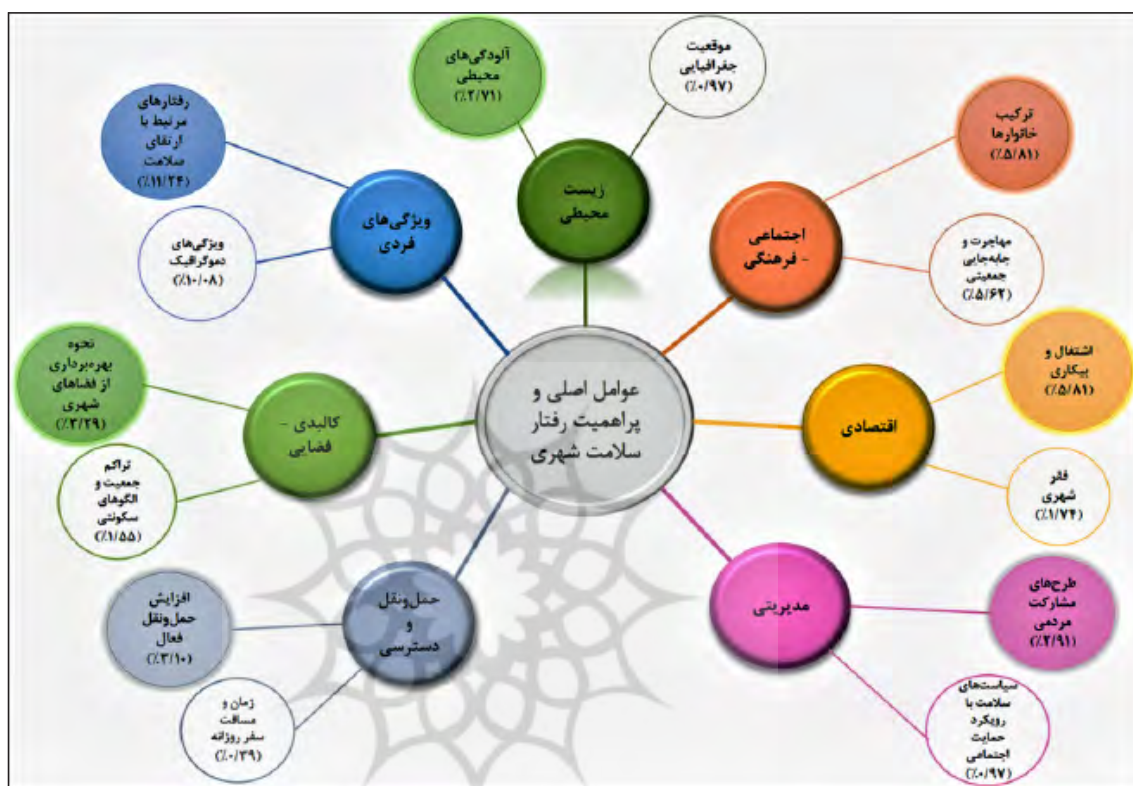 عوامل اصلی و
پراهمیت رفتار
سلامت شهری
زیست
محیطی
موقعیت
جغرافیایی
(٪۰/۹۷)
آلودگی‌های
محیطی
(٪۲/۷۱)
اجتماعی
- فرهنگی
ترکیب
خانوارها
(٪۵/۸۱)
مهاجرت و
جابه‌جایی
جمعیتی
(٪۵/۶۲)
اقتصادی
اشتغال و
بیکاری
(٪۵/۸۱)
فقر
شهری
(٪۱/۷۴)
مدیریتی
طرح‌های
مشارکت
مردمی
(٪۲/۹۱)
سیاست‌های
سلامت با
رویکرد
حمایت
اجتماعی
(٪۰/۹۷)
حمل‌ونقل
و
دسترسی
افزایش
حمل‌ونقل
فعال
(٪۳/۱۰)
زمان و
مسافت
سفر روزانه
(٪۰/۳۹)
کالبدی -
فضایی
نحوه
بهره‌برداری
از فضاهای
شهری
(٪۳/۲۹)
تراکم
جمعیت و
الگوهای
سکونتی
(٪۱/۵۵)
ویژگی‌های
فردی
رفتارهای
مرتبط با
ارتقای
سلامت
(٪۱۱/۲۴)
ویژگی‌های
دموگرافیک
(٪۱۰/۰۸)